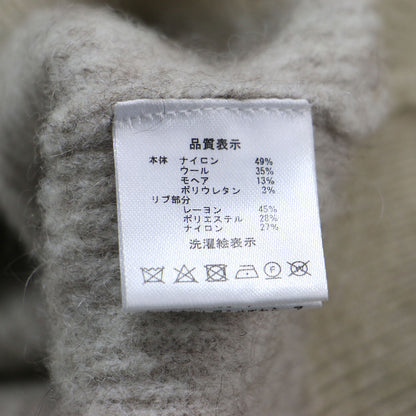 品質表示
本体 ナイロン 49%
ウール 35%
モヘア 13%
ポリウレタン 3%
リブ部分
レーヨン 45%
ポリエステル 28%
ナイロン 27%
洗濯絵表示